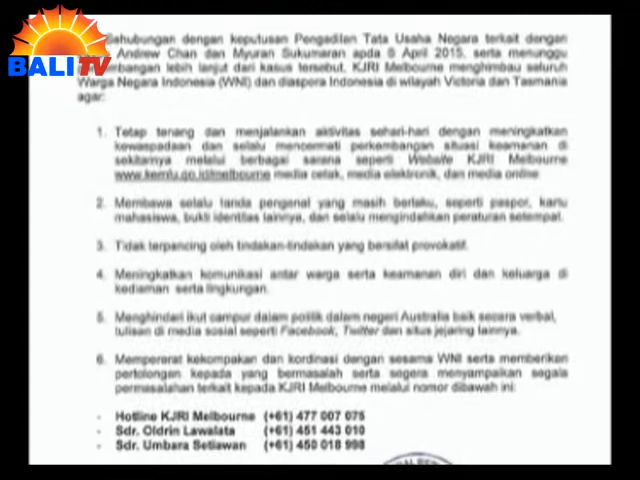 BALITV
hubungan dengan keputusan Pengadilan Tata Usaha Negara terkait dengan
Andrew Chan dan Myuran Sukumaran apda 6 April 2015, serta menunggu
mbangan lebih lanjut dari kasus tersebut, KJRI Melbourne menghimbau seluruh
Warga Negara Indonesia (WNI) dan diaspora Indonesia di wilayah Victoria dan Tasmania
agar:
1. Tetap tenang dan menjalankan aktivitas sehari-hari dengan meningkatkan
kewaspadaan dan selalu mencermati perkembangan situasi keamanan di
sekitarnya melalui berbagai sarana seperti Website KJRI Melbourne
www.kemlu.go.id/melbourne media cetak, media elektronik, dan media online
2. Membawa selalu tanda pengenal yang masih berlaku, seperti paspor, kartu
mahasiswa, bukti identitas lainnya, dan selalu mengindahkan peraturan setempat.
3. Tidak terpancing oleh tindakan-tindakan yang bersifat provokatif.
4. Meningkatkan komunikasi antar warga serta keamanan diri dan keluarga di
kediaman serta lingkungan.
5. Menghindari ikut campur dalam politik dalam negeri Australia baik secara verbal,
tulisan di media sosial seperti Facebook, Twitter dan situs jejaring lainnya.
6. Mempererat kekompakan dan kordinasi dengan sesama WNI serta memberikan
pertolongan kepada yang bermasalah serta segera menyampaikan segala
permasalahan terkait kepada KJRI Melbourne melalui nomor dibawah ini:
- Hotline KJRI Melbourne (+61) 477 007 075
- Sdr. Oldrin Lawalata (+61) 451 443 010
- Sdr. Umbara Setiawan (+61) 450 018 998